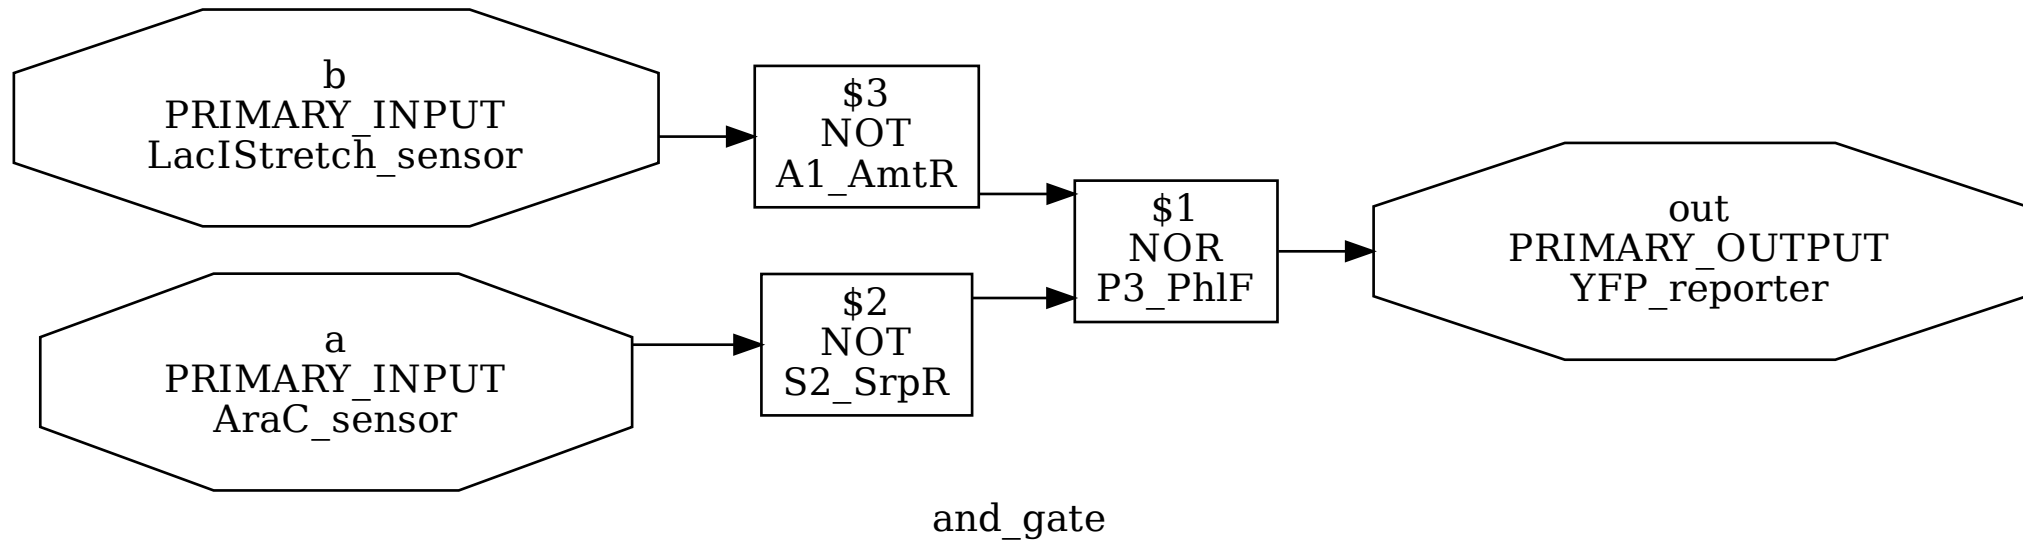 b
PRIMARY_INPUT
LacIStretch_sensor
$3
NOT
A1_AmtR
a
PRIMARY_INPUT
AraC_sensor
$2
NOT
S2_SrpR
$1
NOR
P3_PhlF
out
PRIMARY_OUTPUT
YFP_reporter
and_gate